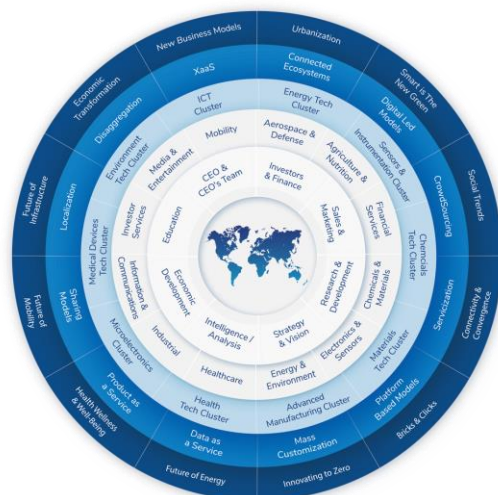 New Business Models
Urbanization
Smart is The
New Green
Social Trends
Connectivity &
Convergence
Bricks & Clicks
Innovating to Zero
Future of Energy
Health Wellness
& Well-Being
Future of
Mobility
Future of
Infrastructure
Economic
Transformation
XaaS
Connected
Ecosystems
Digital Led
Models
CrowdSourcing
Servicization
Platform
Based Models
Mass
Customization
Data as
a Service
Product as
a Service
Sharing
Models
Localization
Disaggregation
ICT
Cluster
Energy Tech
Cluster
Sensors &
Instrumentation Cluster
Chemcials
Tech Cluster
Materials
Tech Cluster
Advanced
Manufacturing Cluster
Health
Tech Cluster
Microelectronics
Cluster
Medical Devices
Tech Cluster
Environment
Tech Cluster
Mobility
Aerospace &
Defense
Agriculture &
Nutrition
Financial
Services
Chemicals &
Materials
Electronics &
Sensors
Energy &
Environment
Healthcare
Industrial
Information &
Communications
Investor
Services
Media &
Entertainment
CEO &
CEO's Team
Investors
& Finance
Sales &
Marketing
Research &
Development
Strategy
& Vision
Intelligence /
Analysis
Economic
Development
Education